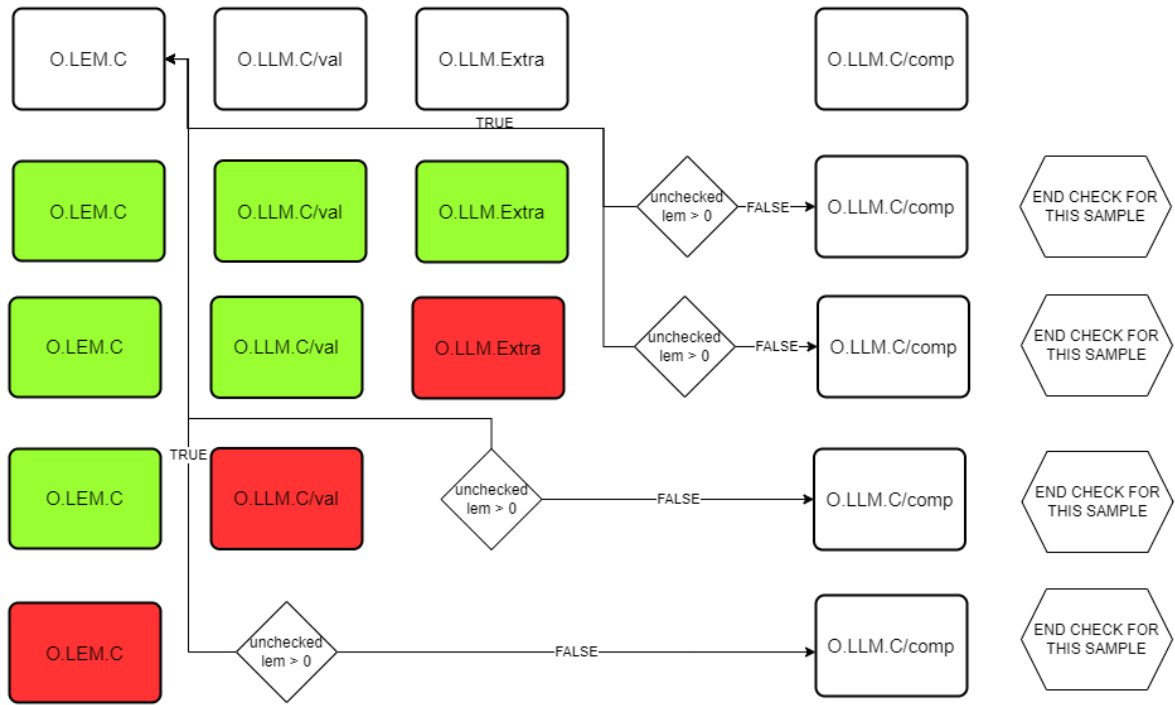 O.LEM.C
O.LLM.C/val
O.LLM.Extra
O.LLM.C/comp
TRUE
O.LEM.C
O.LLM.C/val
O.LLM.Extra
unchecked
lem > 0
FALSE
O.LLM.C/comp
END CHECK FOR
THIS SAMPLE
O.LEM.C
O.LLM.C/val
O.LLM.Extra
unchecked
lem > 0
FALSE
O.LLM.C/comp
END CHECK FOR
THIS SAMPLE
TRUE
O.LEM.C
O.LLM.C/val
unchecked
lem > 0
FALSE
O.LLM.C/comp
END CHECK FOR
THIS SAMPLE
O.LEM.C
unchecked
lem > 0
FALSE
O.LLM.C/comp
END CHECK FOR
THIS SAMPLE